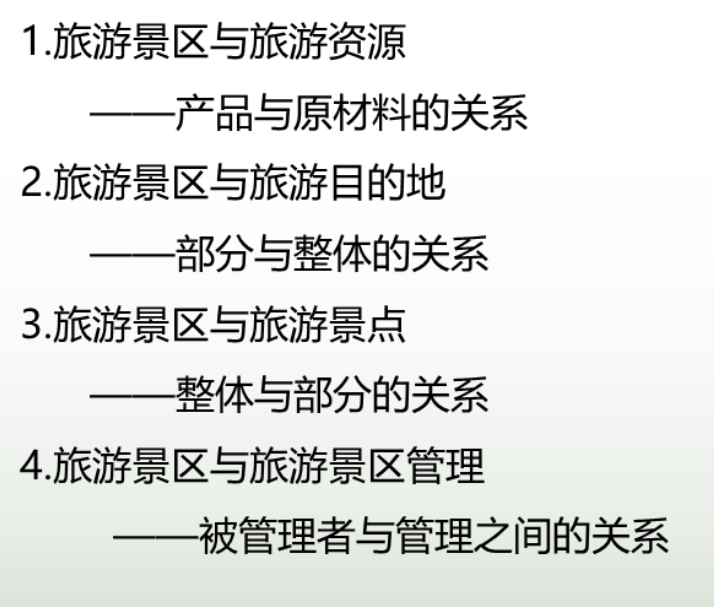 1.旅游景区与旅游资源
——产品与原材料的关系
2.旅游景区与旅游目的地
——部分与整体的关系
3.旅游景区与旅游景点
——整体与部分的关系
4.旅游景区与旅游景区管理
——被管理者与管理之间的关系